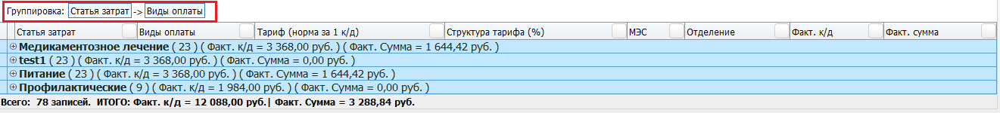 Группировка: Статья затрат -> Виды оплаты
Статья затрат Виды оплаты Тариф (норма за 1 к/д) Структура тарифа (%) МЭС Отделение Факт. к/д Факт. сумма
Медикаментозное лечение ( 23 ) ( Факт. к/д = 3 368,00 руб. ) ( Факт. Сумма = 1 644,42 руб. )
test1 ( 23 ) ( Факт. к/д = 3 368,00 руб. ) ( Факт. Сумма = 0,00 руб. )
Питание ( 23 ) ( Факт. к/д = 3 368,00 руб. ) ( Факт. Сумма = 1 644,42 руб. )
Профилактические ( 9 ) ( Факт. к/д = 1 984,00 руб. ) ( Факт. Сумма = 0,00 руб. )
Всего: 78 записей. ИТОГО: Факт. к/д = 12 088,00 руб.| Факт. Сумма = 3 288,84 руб.